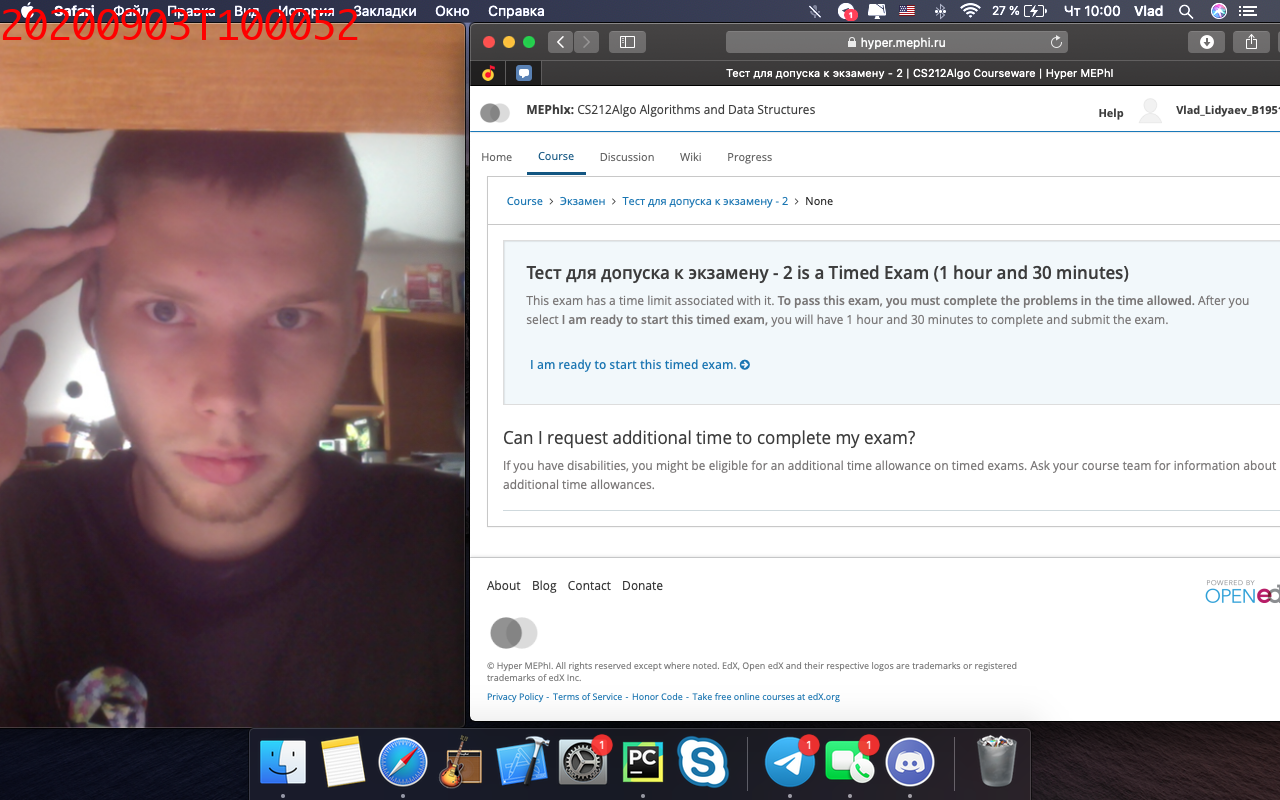 20200903T100052
Safari Файл Правка Вид История Закладки Окно Справка
1 27 % Чт 10:00 Vlad
hyper.mephi.ru
Тест для допуска к экзамену - 2 | CS212Algo Courseware | Hyper MEPhI
MEPhIx: CS212Algo Algorithms and Data Structures
Help Vlad_Lidyaev_B1951
Home Course Discussion Wiki Progress
Course > Экзамен > Тест для допуска к экзамену - 2 > None
Тест для допуска к экзамену - 2 is a Timed Exam (1 hour and 30 minutes)
This exam has a time limit associated with it. To pass this exam, you must complete the problems in the time allowed. After you
select I am ready to start this timed exam, you will have 1 hour and 30 minutes to complete and submit the exam.
I am ready to start this timed exam.
Can I request additional time to complete my exam?
If you have disabilities, you might be eligible for an additional time allowance on timed exams. Ask your course team for information about
additional time allowances.
About Blog Contact Donate
POWERED BY
OPEN ed
© Hyper MEPhI. All rights reserved except where noted. EdX, Open edX and their respective logos are trademarks or registered
trademarks of edX Inc.
Privacy Policy - Terms of Service - Honor Code - Take free online courses at edX.org
1 PC 1 1